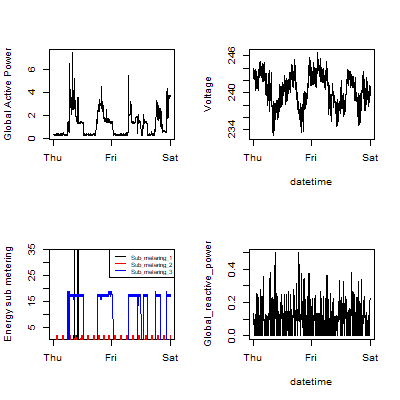 Global Active Power
6
4
2
0
Thu
Fri
Sat
Voltage
246
240
234
Thu
Fri
Sat
datetime
Energy sub metering
35
25
15
5
Sub_metering_1
Sub_metering_2
Sub_metering_3
Thu
Fri
Sat
Global_reactive_power
0.4
0.2
0.0
Thu
Fri
Sat
datetime